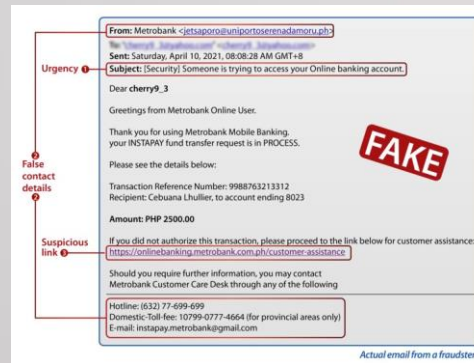 From: Metrobank <jetsaporo@uniportoserenadamoru.ph>
Sent: Saturday, April 10, 2021, 08:08:28 AM GMT+8
Urgency 1
Subject: [Security] Someone is trying to access your Online banking account.
Dear cherry9_3
Greetings from Metrobank Online User.
Thank you for using Metrobank Mobile Banking.
your INSTAPAY fund transfer request is in PROCESS.
FAKE
2
False
contact
details
2
Please see the details below:
Transaction Reference Number: 9988763213312
Recipient: Cebuana Lhullier, to account ending 8023
Amount: PHP 2500.00
Suspicious
link 3
If you did not authorize this transaction, please proceed to the link below for customer assistance:
https://onlinebanking.metrobank.com.ph/customer-assistance
Should you require further information, you may contact
Metrobank Customer Care Desk through any of the following
Hotline: (632) 77-699-699
Domestic-Toll-fee: 10799-0777-4664 (for provincial areas only)
E-mail: instapay.metrobank@gmail.com
Actual email from a fraudster